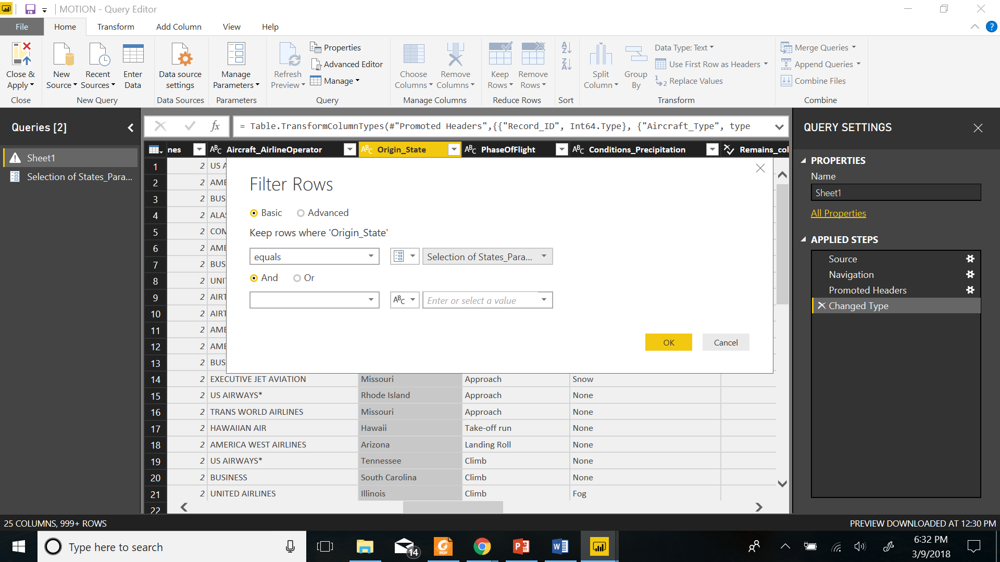 MOTION - Query Editor
File Home Transform Add Column View Help
Close & Apply
New Source
Recent Sources
Enter Data
Data source settings
Manage Parameters
Refresh Preview
Properties
Advanced Editor
Manage
Choose Columns
Remove Columns
Keep Rows
Remove Rows
Split Column
Group By
Data Type: Text
Use First Row as Headers
Replace Values
Merge Queries
Append Queries
Combine Files
Close New Query Data Sources Parameters Query Manage Columns Reduce Rows Sort Transform Combine
Queries [2]
Sheet1
Selection of States_Para...
fx = Table.TransformColumnTypes(#"Promoted Headers",{{"Record_ID", Int64.Type}, {"Aircraft_Type", type
nes ABC Aircraft_AirlineOperator ABC Origin_State ABC PhaseOfFlight ABC Conditions_Precipitation Remains_col
1 2 US A
2 2 AME
3 2 BUS
4 2 ALAS
5 2 COM
6 2 AME
7 2 BUS
8 2 UNIT
9 2 AIRT
10 2 AIRT
11 2 AME
12 2 AME
13 2 BUS
Filter Rows
Basic Advanced
Keep rows where 'Origin_State'
equals Selection of States_Para...
And Or
ABC Enter or select a value
OK Cancel
14 2 EXECUTIVE JET AVIATION Missouri Approach Snow
15 2 US AIRWAYS* Rhode Island Approach None
16 2 TRANS WORLD AIRLINES Missouri Approach None
17 2 HAWAIIAN AIR Hawaii Take-off run None
18 2 AMERICA WEST AIRLINES Arizona Landing Roll None
19 2 US AIRWAYS* Tennessee Climb None
20 2 BUSINESS South Carolina Climb None
21 2 UNITED AIRLINES Illinois Climb Fog
22
QUERY SETTINGS
PROPERTIES
Name
Sheet1
All Properties
APPLIED STEPS
Source
Navigation
Promoted Headers
Changed Type
25 COLUMNS, 999+ ROWS
PREVIEW DOWNLOADED AT 12:30 PM
Type here to search
14
PDF
6:32 PM
3/9/2018